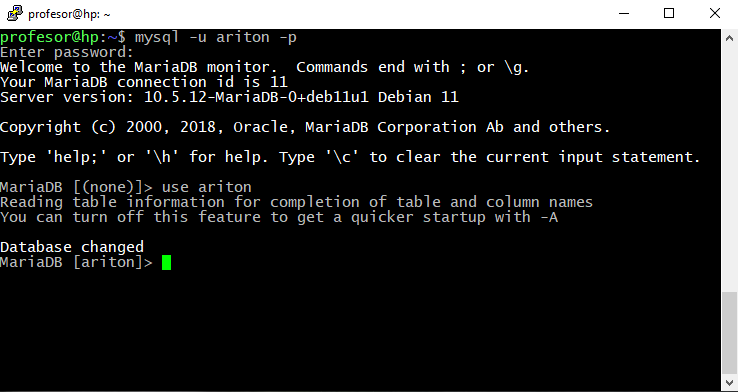 profesor@hp: ~
profesor@hp:~$ mysql -u ariton -p
Enter password:
Welcome to the MariaDB monitor.  Commands end with ; or \g.
Your MariaDB connection id is 11
Server version: 10.5.12-MariaDB-0+deb11u1 Debian 11

Copyright (c) 2000, 2018, Oracle, MariaDB Corporation Ab and others.

Type 'help;' or '\h' for help. Type '\c' to clear the current input statement.

MariaDB [(none)]> use ariton
Reading table information for completion of table and column names
You can turn off this feature to get a quicker startup with -A

Database changed
MariaDB [ariton]>